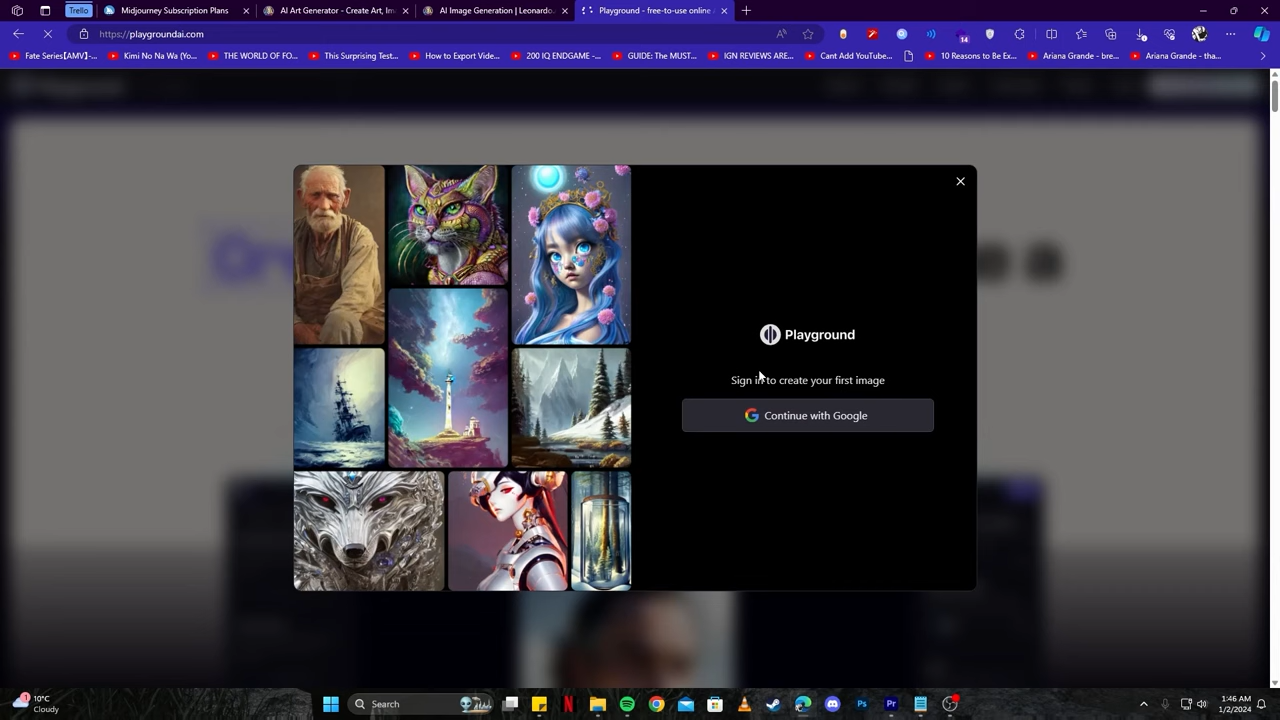 Trello
Midjourney Subscription Plans
AI Art Generator - Create Art, Im
AI Image Generation | Leonardo.
Playground - free-to-use online
https://playgroundai.com
Fate Series【AMV】-...
Kimi No Na Wa (Yo...
THE WORLD OF FO...
This Surprising Test...
How to Export Vide...
200 IQ ENDGAME -...
GUIDE: The MUST...
IGN REVIEWS ARE...
Cant Add YouTube...
10 Reasons to Be Ex...
Ariana Grande - bre...
Ariana Grande - tha...
14
Playground
Sign in to create your first image
Continue with Google
1
10°C
Cloudy
Search
Ps
Pr
1:46 AM
1/2/2024